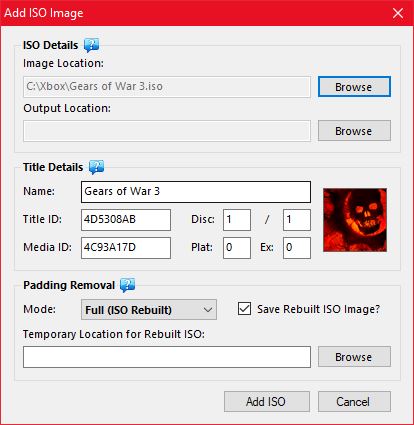 Add ISO Image
ISO Details
Image Location:
C:\Xbox\Gears of War 3.iso Browse
Output Location:
Browse
Title Details
Name: Gears of War 3
Title ID: 4D5308AB Disc: 1 / 1
Media ID: 4C93A17D Plat: 0 Ex: 0
Padding Removal
Mode: Full (ISO Rebuilt) Save Rebuilt ISO Image?
Temporary Location for Rebuilt ISO:
Browse
Add ISO Cancel